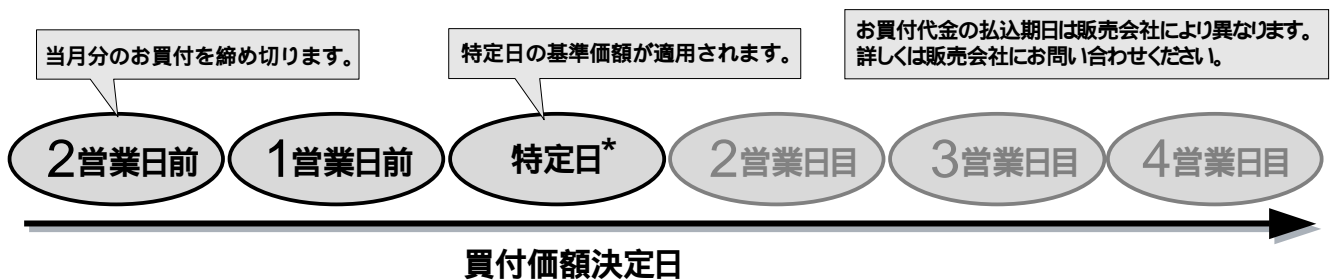 当月分のお買付を締め切ります。
特定日の基準価額が適用されます。
お買付代金の払込期日は販売会社により異なります。
詳しくは販売会社にお問い合わせください。
2営業日前
1営業日前
特定日*
2営業日目
3営業日目
4営業日目
買付価額決定日